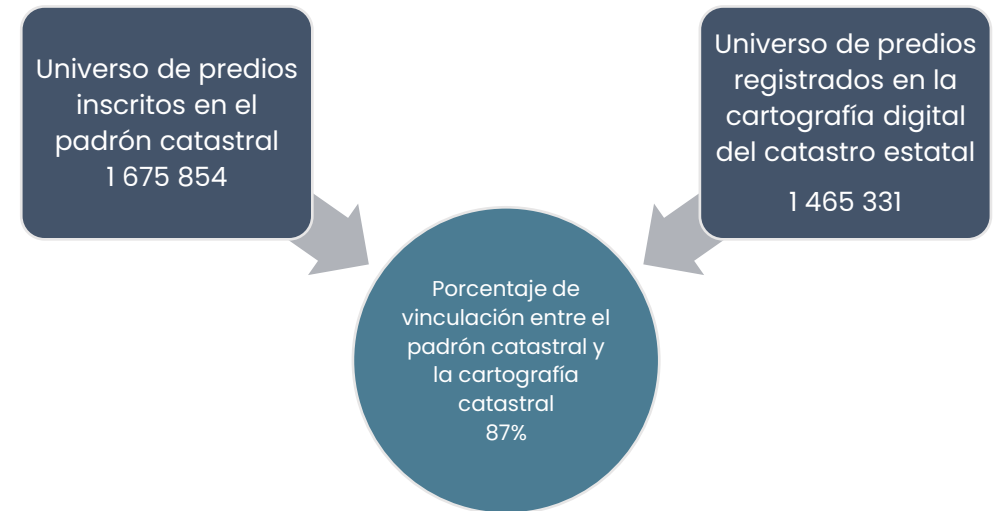 Universo de predios
inscritos en el
padrón catastral
1 675 854
Universo de predios
registrados en la
cartografía digital
del catastro estatal
1 465 331
Porcentaje de
vinculación entre el
padrón catastral y
la cartografía
catastral
87%